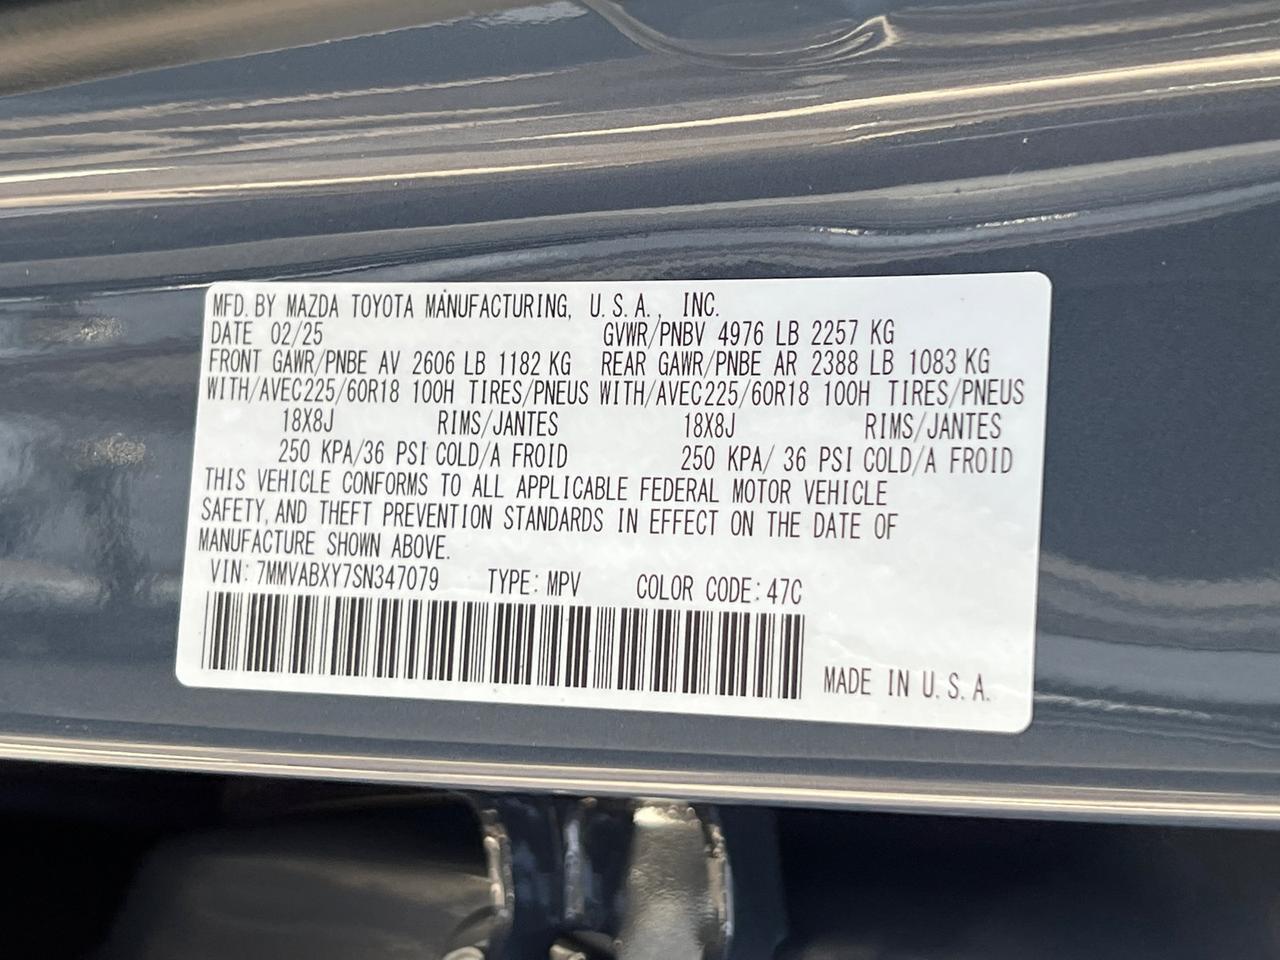 MFD. BY MAZDA TOYOTA MANUFACTURING, U.S.A., INC.
DATE 02/25 GVWR/PNBV 4976 LB 2257 KG
FRONT GAWR/PNBE AV 2606 LB 1182 KG REAR GAWR/PNBE AR 2388 LB 1083 KG
WITH/AVEC225/60R18 100H TIRES/PNEUS WITH/AVEC225/60R18 100H TIRES/PNEUS
18X8J RIMS/JANTES 18X8J RIMS/JANTES
250 KPA/36 PSI COLD/A FROID 250 KPA/ 36 PSI COLD/A FROID
THIS VEHICLE CONFORMS TO ALL APPLICABLE FEDERAL MOTOR VEHICLE
SAFETY, AND THEFT PREVENTION STANDARDS IN EFFECT ON THE DATE OF
MANUFACTURE SHOWN ABOVE.
VIN: 7MMVABXY7SN347079 TYPE: MPV COLOR CODE: 47C
MADE IN U.S.A.